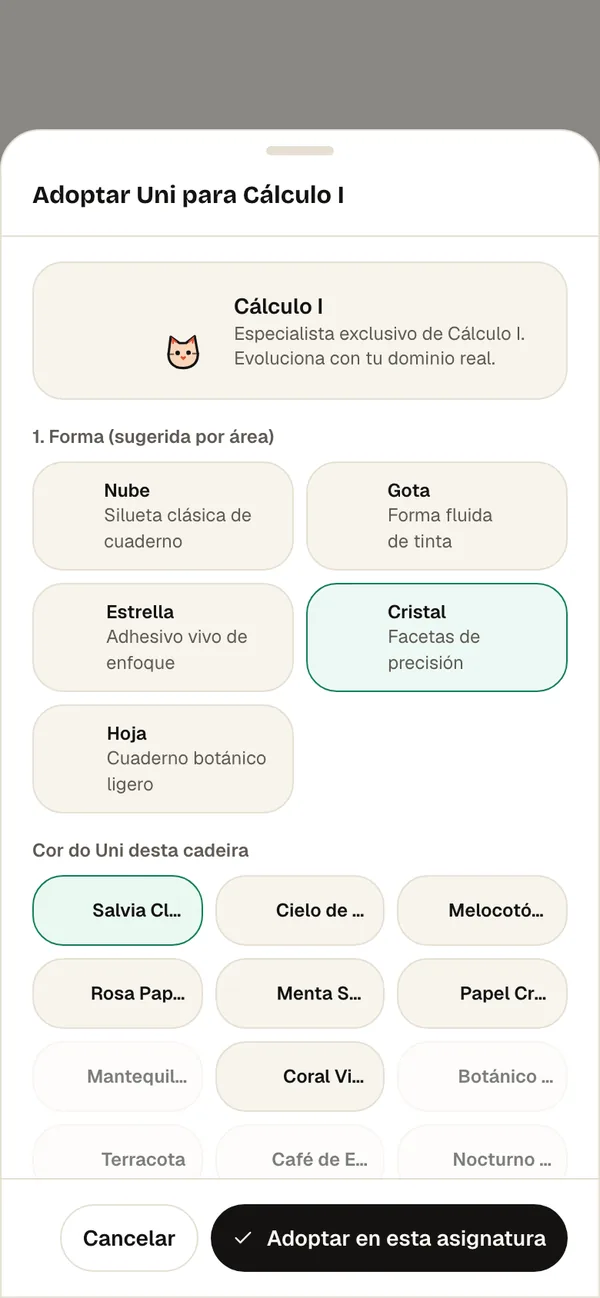 Adoptar Uni para Cálculo I
Cálculo I
Especialista exclusivo de Cálculo I.
Evoluciona con tu dominio real.
1. Forma (sugerida por área)
Nube
Silueta clásica de
cuaderno
Gota
Forma fluida
de tinta
Estrella
Adhesivo vivo de
enfoque
Cristal
Facetas de
precisión
Hoja
Cuaderno botánico
ligero
Cor do Uni desta cadeira
Salvia Cl...
Cielo de ...
Melocotó...
Rosa Pap...
Menta S...
Papel Cr...
Mantequil...
Coral Vi...
Botánico ...
Terracota
Café de E...
Nocturno ...
Cancelar
Adoptar en esta asignatura